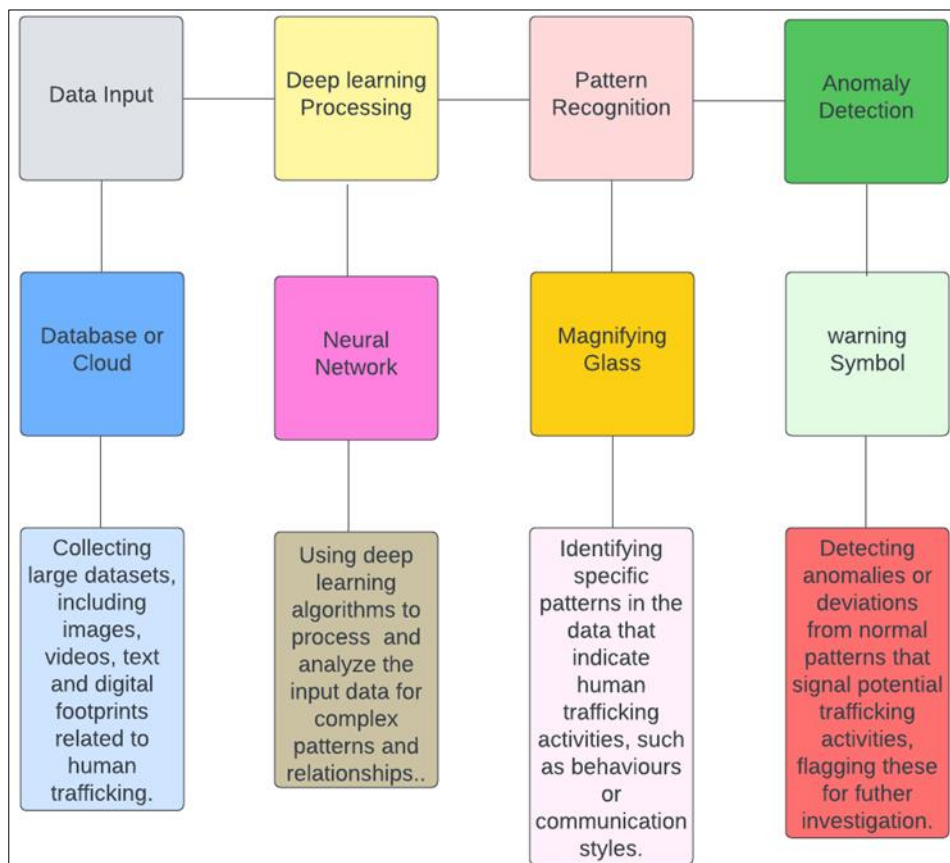 Data Input
Deep learning
Processing
Pattern
Recognition
Anomaly
Detection
Database or
Cloud
Neural
Network
Magnifying
Glass
warning
Symbol
Collecting
large datasets,
including
images,
videos, text
and digital
footprints
related to
human
trafficking.
Using deep
learning
algorithms to
process and
analyze the
input data for
complex
patterns and
relationships..
Identifying
specific
patterns in the
data that
indicate
human
trafficking
activities, such
as behaviours
or
communication
styles.
Detecting
anomalies or
deviations
from normal
patterns that
signal potential
trafficking
activities,
flagging these
for futher
investigation.